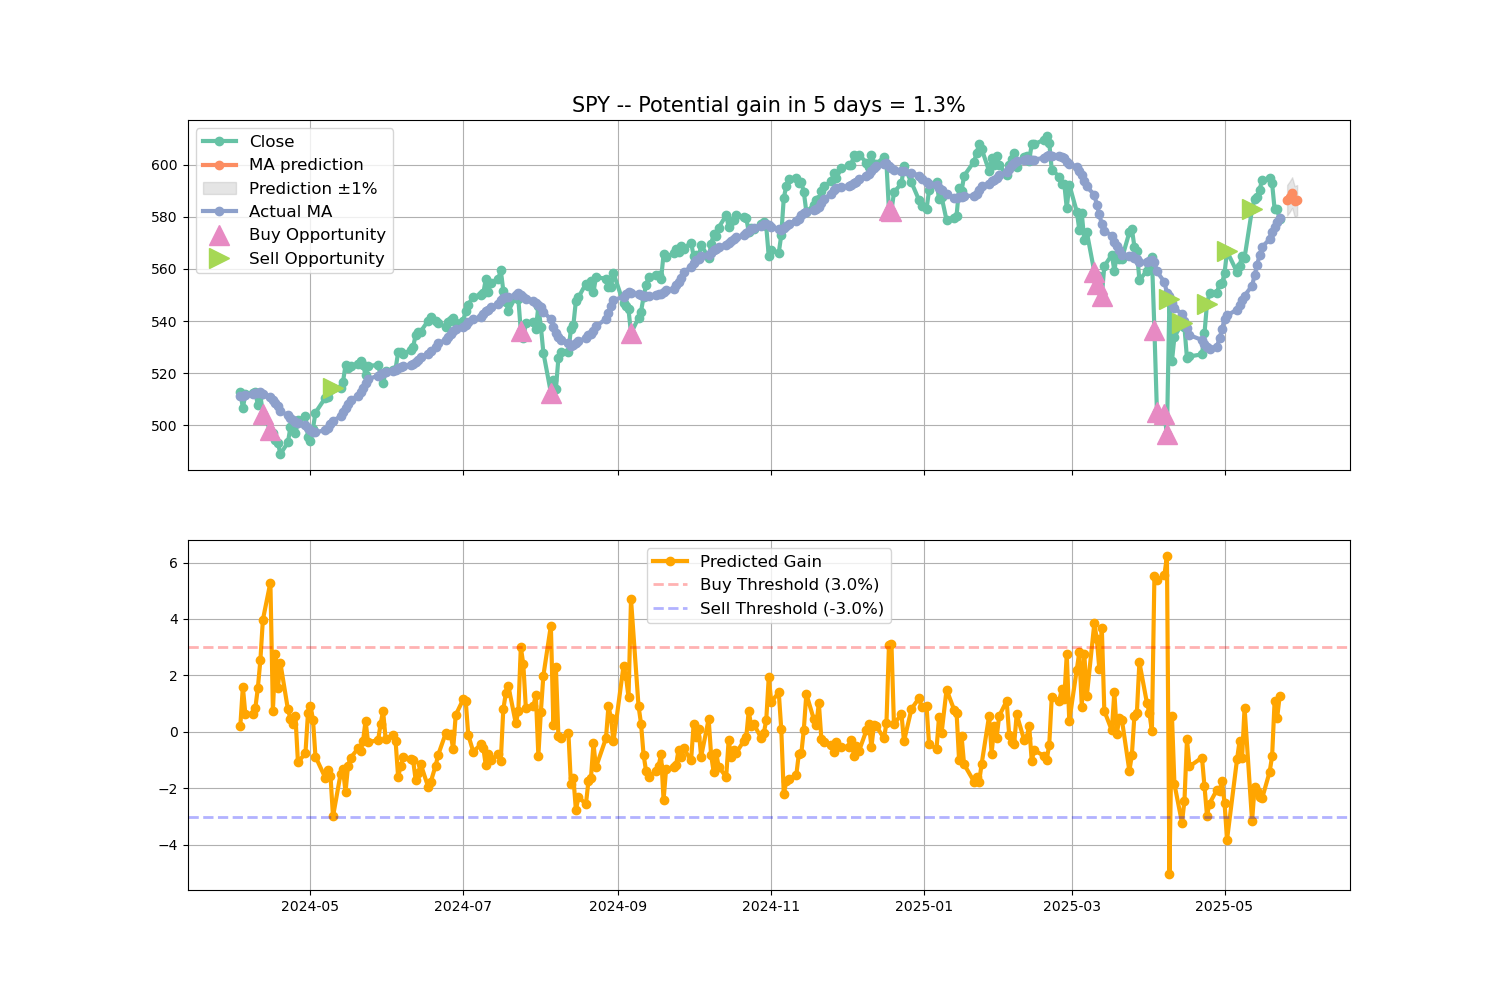 SPY -- Potential gain in 5 days = 1.3%
Close
MA prediction
Prediction ±1%
Actual MA
Buy Opportunity
Sell Opportunity
600
580
560
540
520
500
Predicted Gain
Buy Threshold (3.0%)
Sell Threshold (-3.0%)
6
4
2
0
−2
−4
2024-05 2024-07 2024-09 2024-11 2025-01 2025-03 2025-05